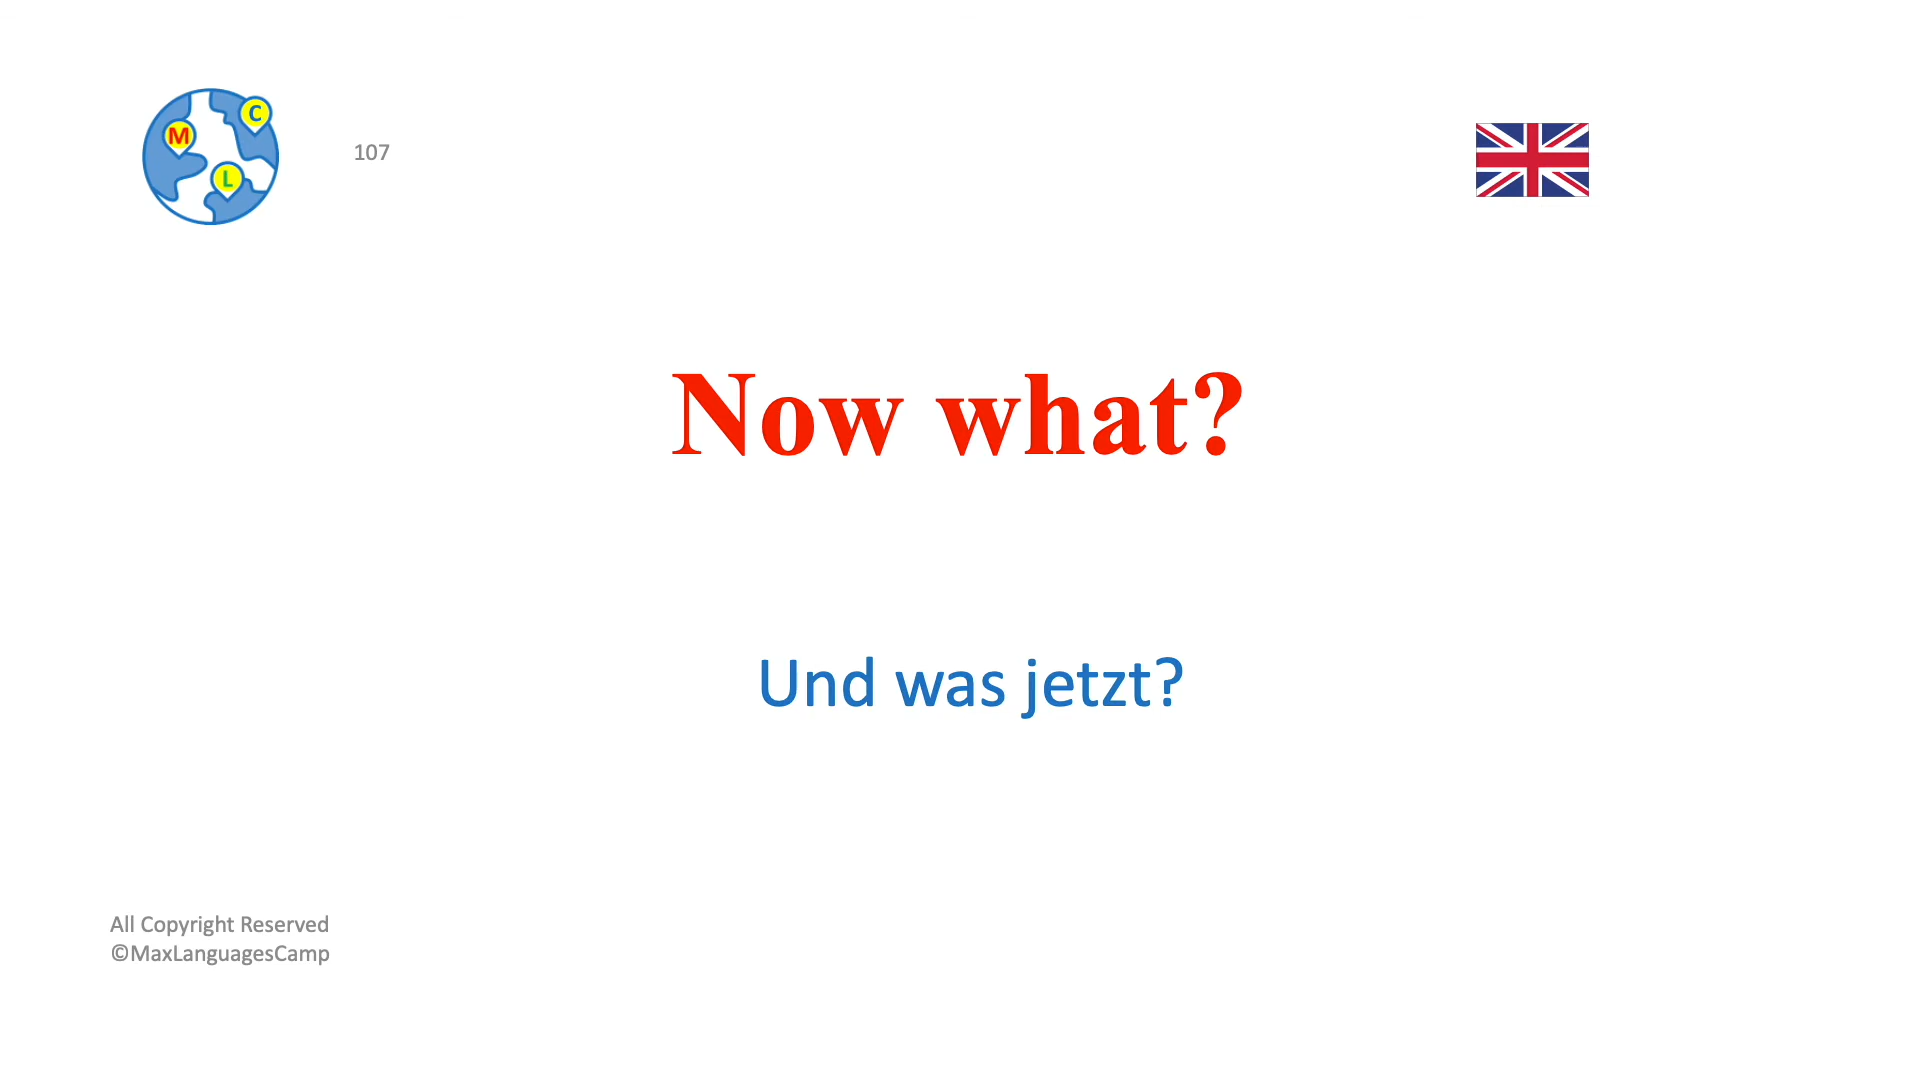 M
C
L
107
Now what?
Und was jetzt?
All Copyright Reserved
©MaxLanguagesCamp